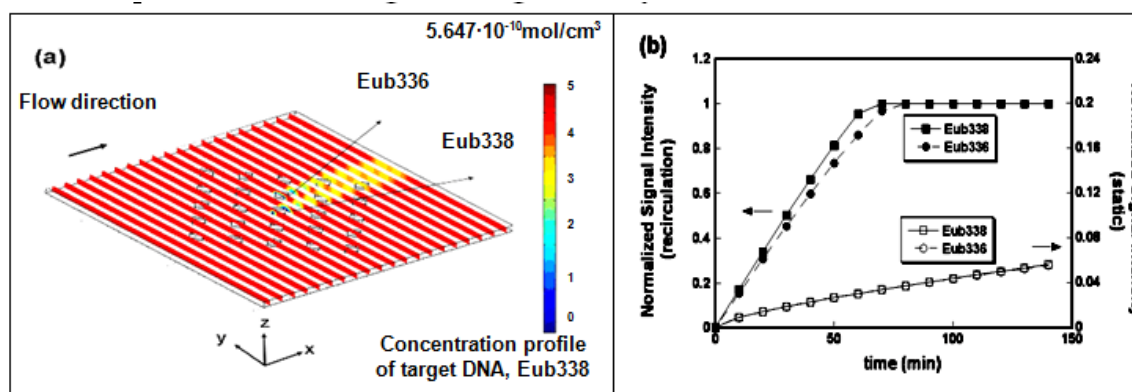 5.647·10⁻¹⁰mol/cm³
(a)
Eub336
Flow direction
Eub338
5
4
3
2
1
0
z
y
x
Concentration profile
of target DNA, Eub338
(b)
Normalized Signal Intensity
(recirculation)
1.2
1
0.8
0.6
0.4
0.2
0
0.24
0.2
0.16
0.12
0.08
0.04
0
(static)
Eub338
Eub336
Eub338
Eub336
0
50
100
150
time (min)